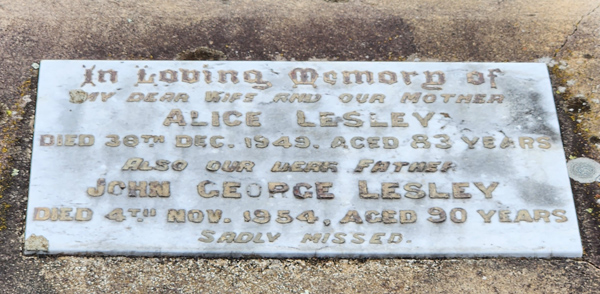 In Loving Memory of
MY DEAR WIFE AND OUR MOTHER
ALICE LESLEY
DIED 30TH DEC. 1949, AGED 83 YEARS
ALSO OUR DEAR FATHER
JOHN GEORGE LESLEY
DIED 4TH NOV. 1954, AGED 90 YEARS
SADLY MISSED.